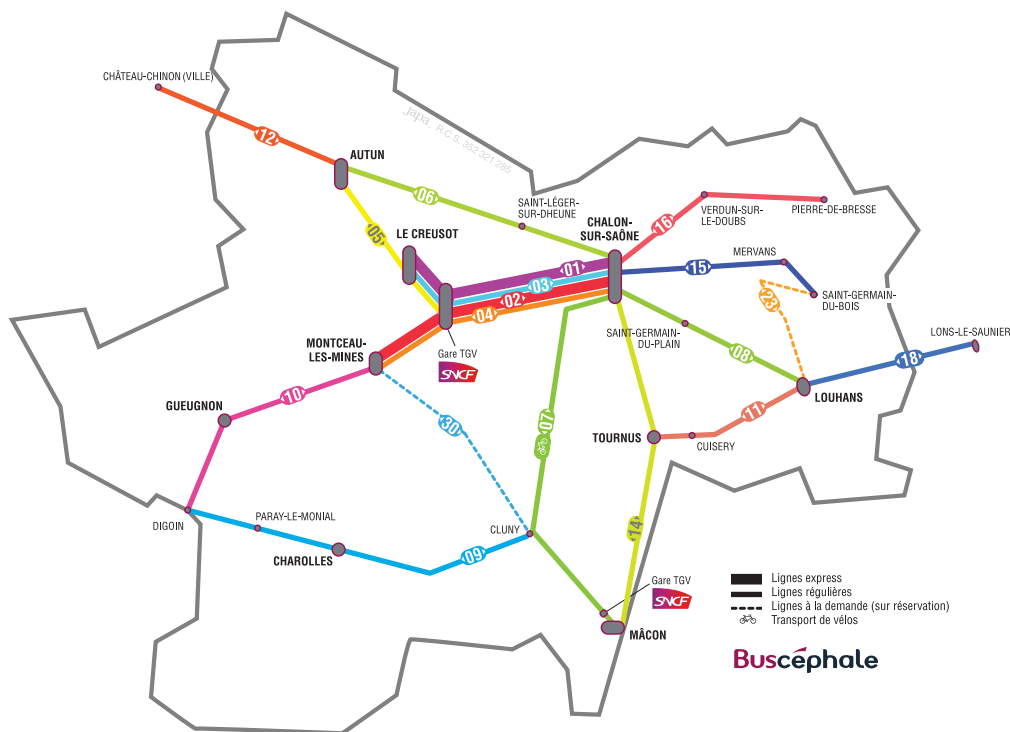 CHÂTEAU-CHINON (VILLE)
Japa. R.C.S. 352 321 285
12
AUTUN
06
SAINT-LÉGER-
SUR-DHEUNE
05
LE CREUSOT
CHALON-
SUR-SAÔNE
16
VERDUN-SUR-
LE-DOUBS
PIERRE-DE-BRESSE
MERVANS
01
15
03
02
04
23
SAINT-GERMAIN-
DU-BOIS
SAINT-GERMAIN-
DU-PLAIN
LONS-LE-SAUNIER
MONTCEAU-
LES-MINES
Gare TGV
SNCF
08
18
10
LOUHANS
GUEUGNON
30
07
11
TOURNUS
CUISERY
DIGOIN
PARAY-LE-MONIAL
CLUNY
14
CHAROLLES
09
Gare TGV
SNCF
MÂCON
Lignes express
Lignes régulières
Lignes à la demande (sur réservation)
Transport de vélos
Buscéphale